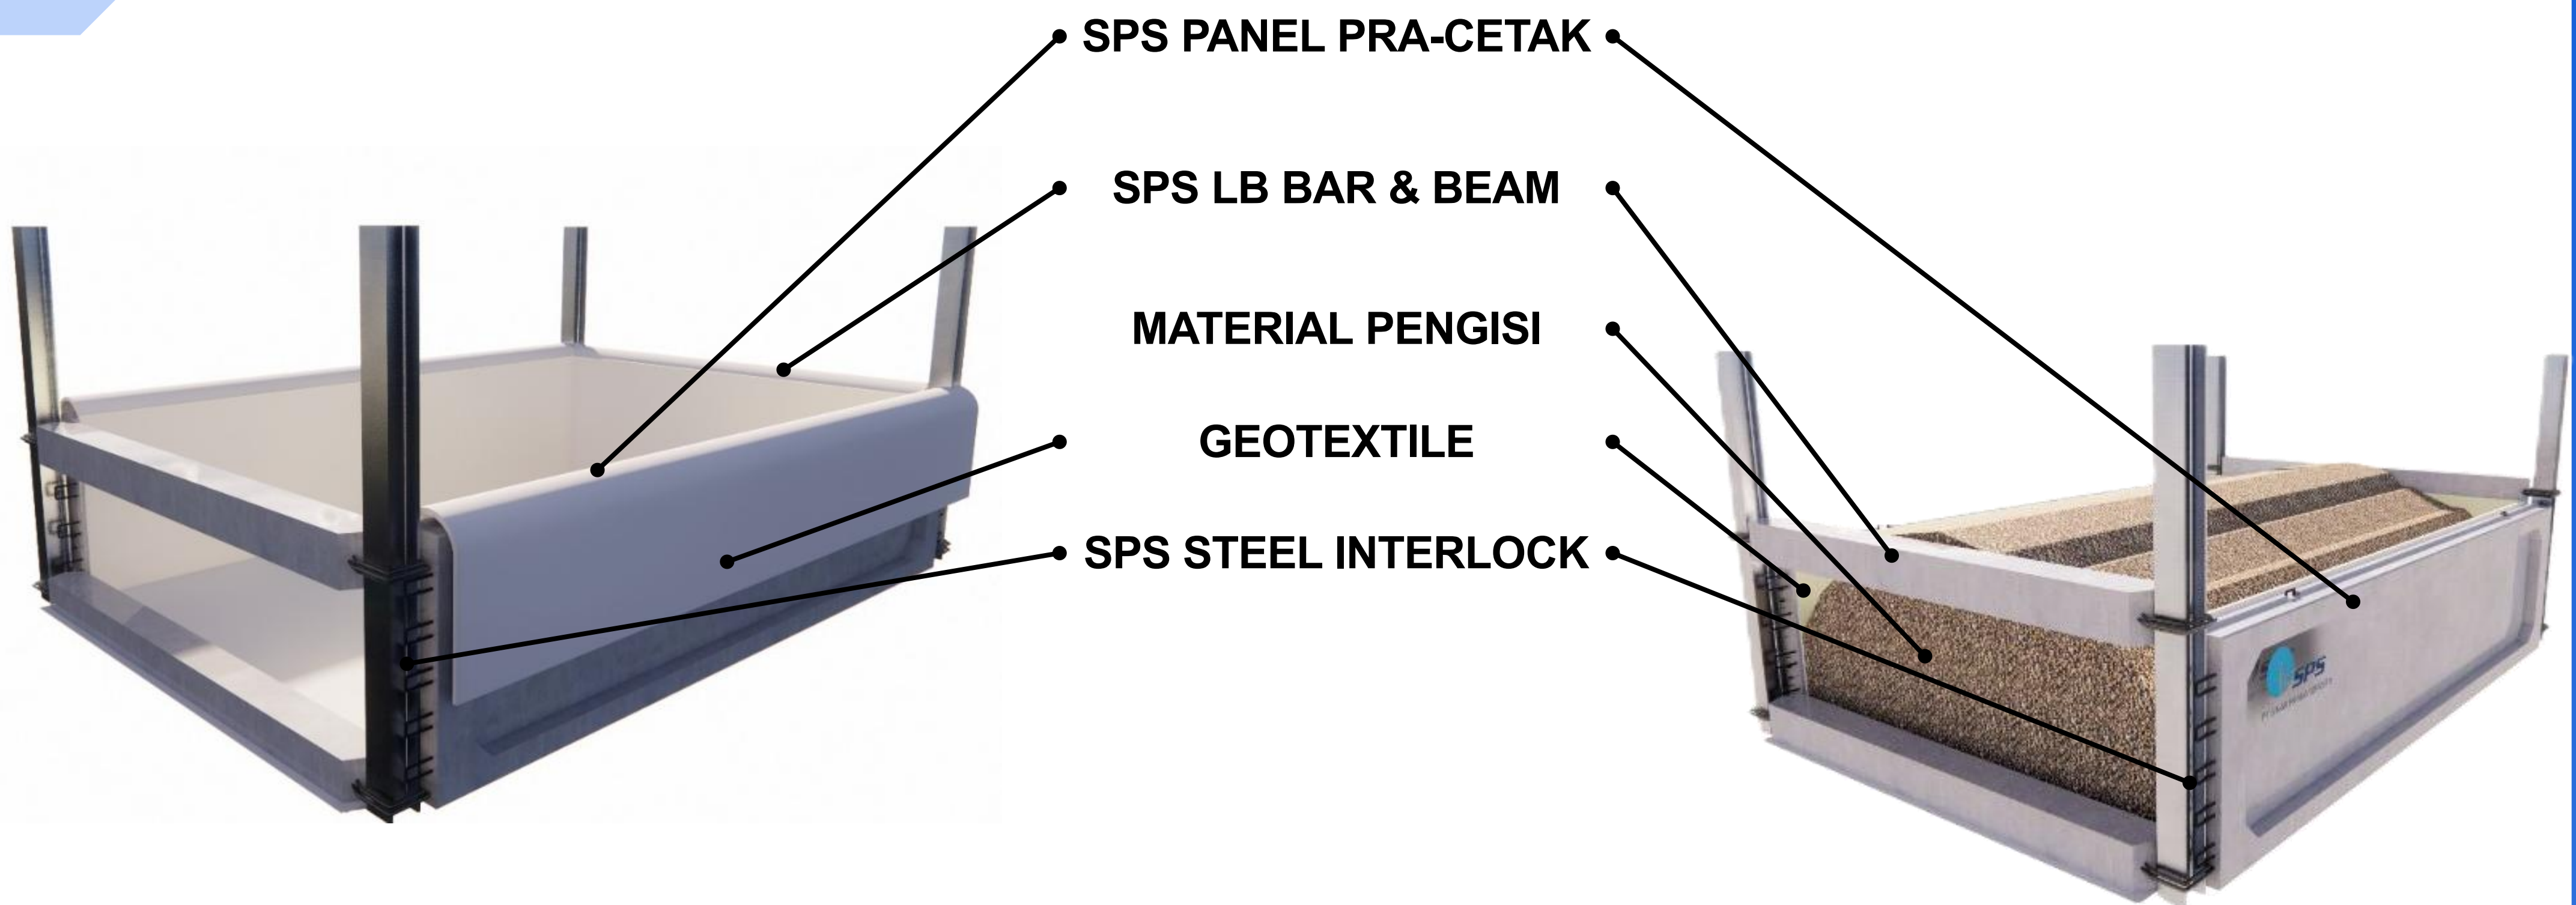 SPS PANEL PRA-CETAK
SPS LB BAR & BEAM
MATERIAL PENGISI
GEOTEXTILE
SPS STEEL INTERLOCK
SPS